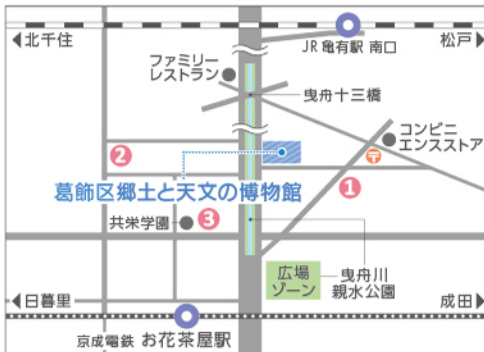 北千住
JR 亀有駅 南口
松戸
ファミリー
レストラン
曳舟十三橋
コンビニ
エンスストア
〒
2
1
葛飾区郷土と天文の博物館
共栄学園
3
広場
ゾーン
曳舟川
親水公園
日暮里
成田
京成電鉄 お花茶屋駅